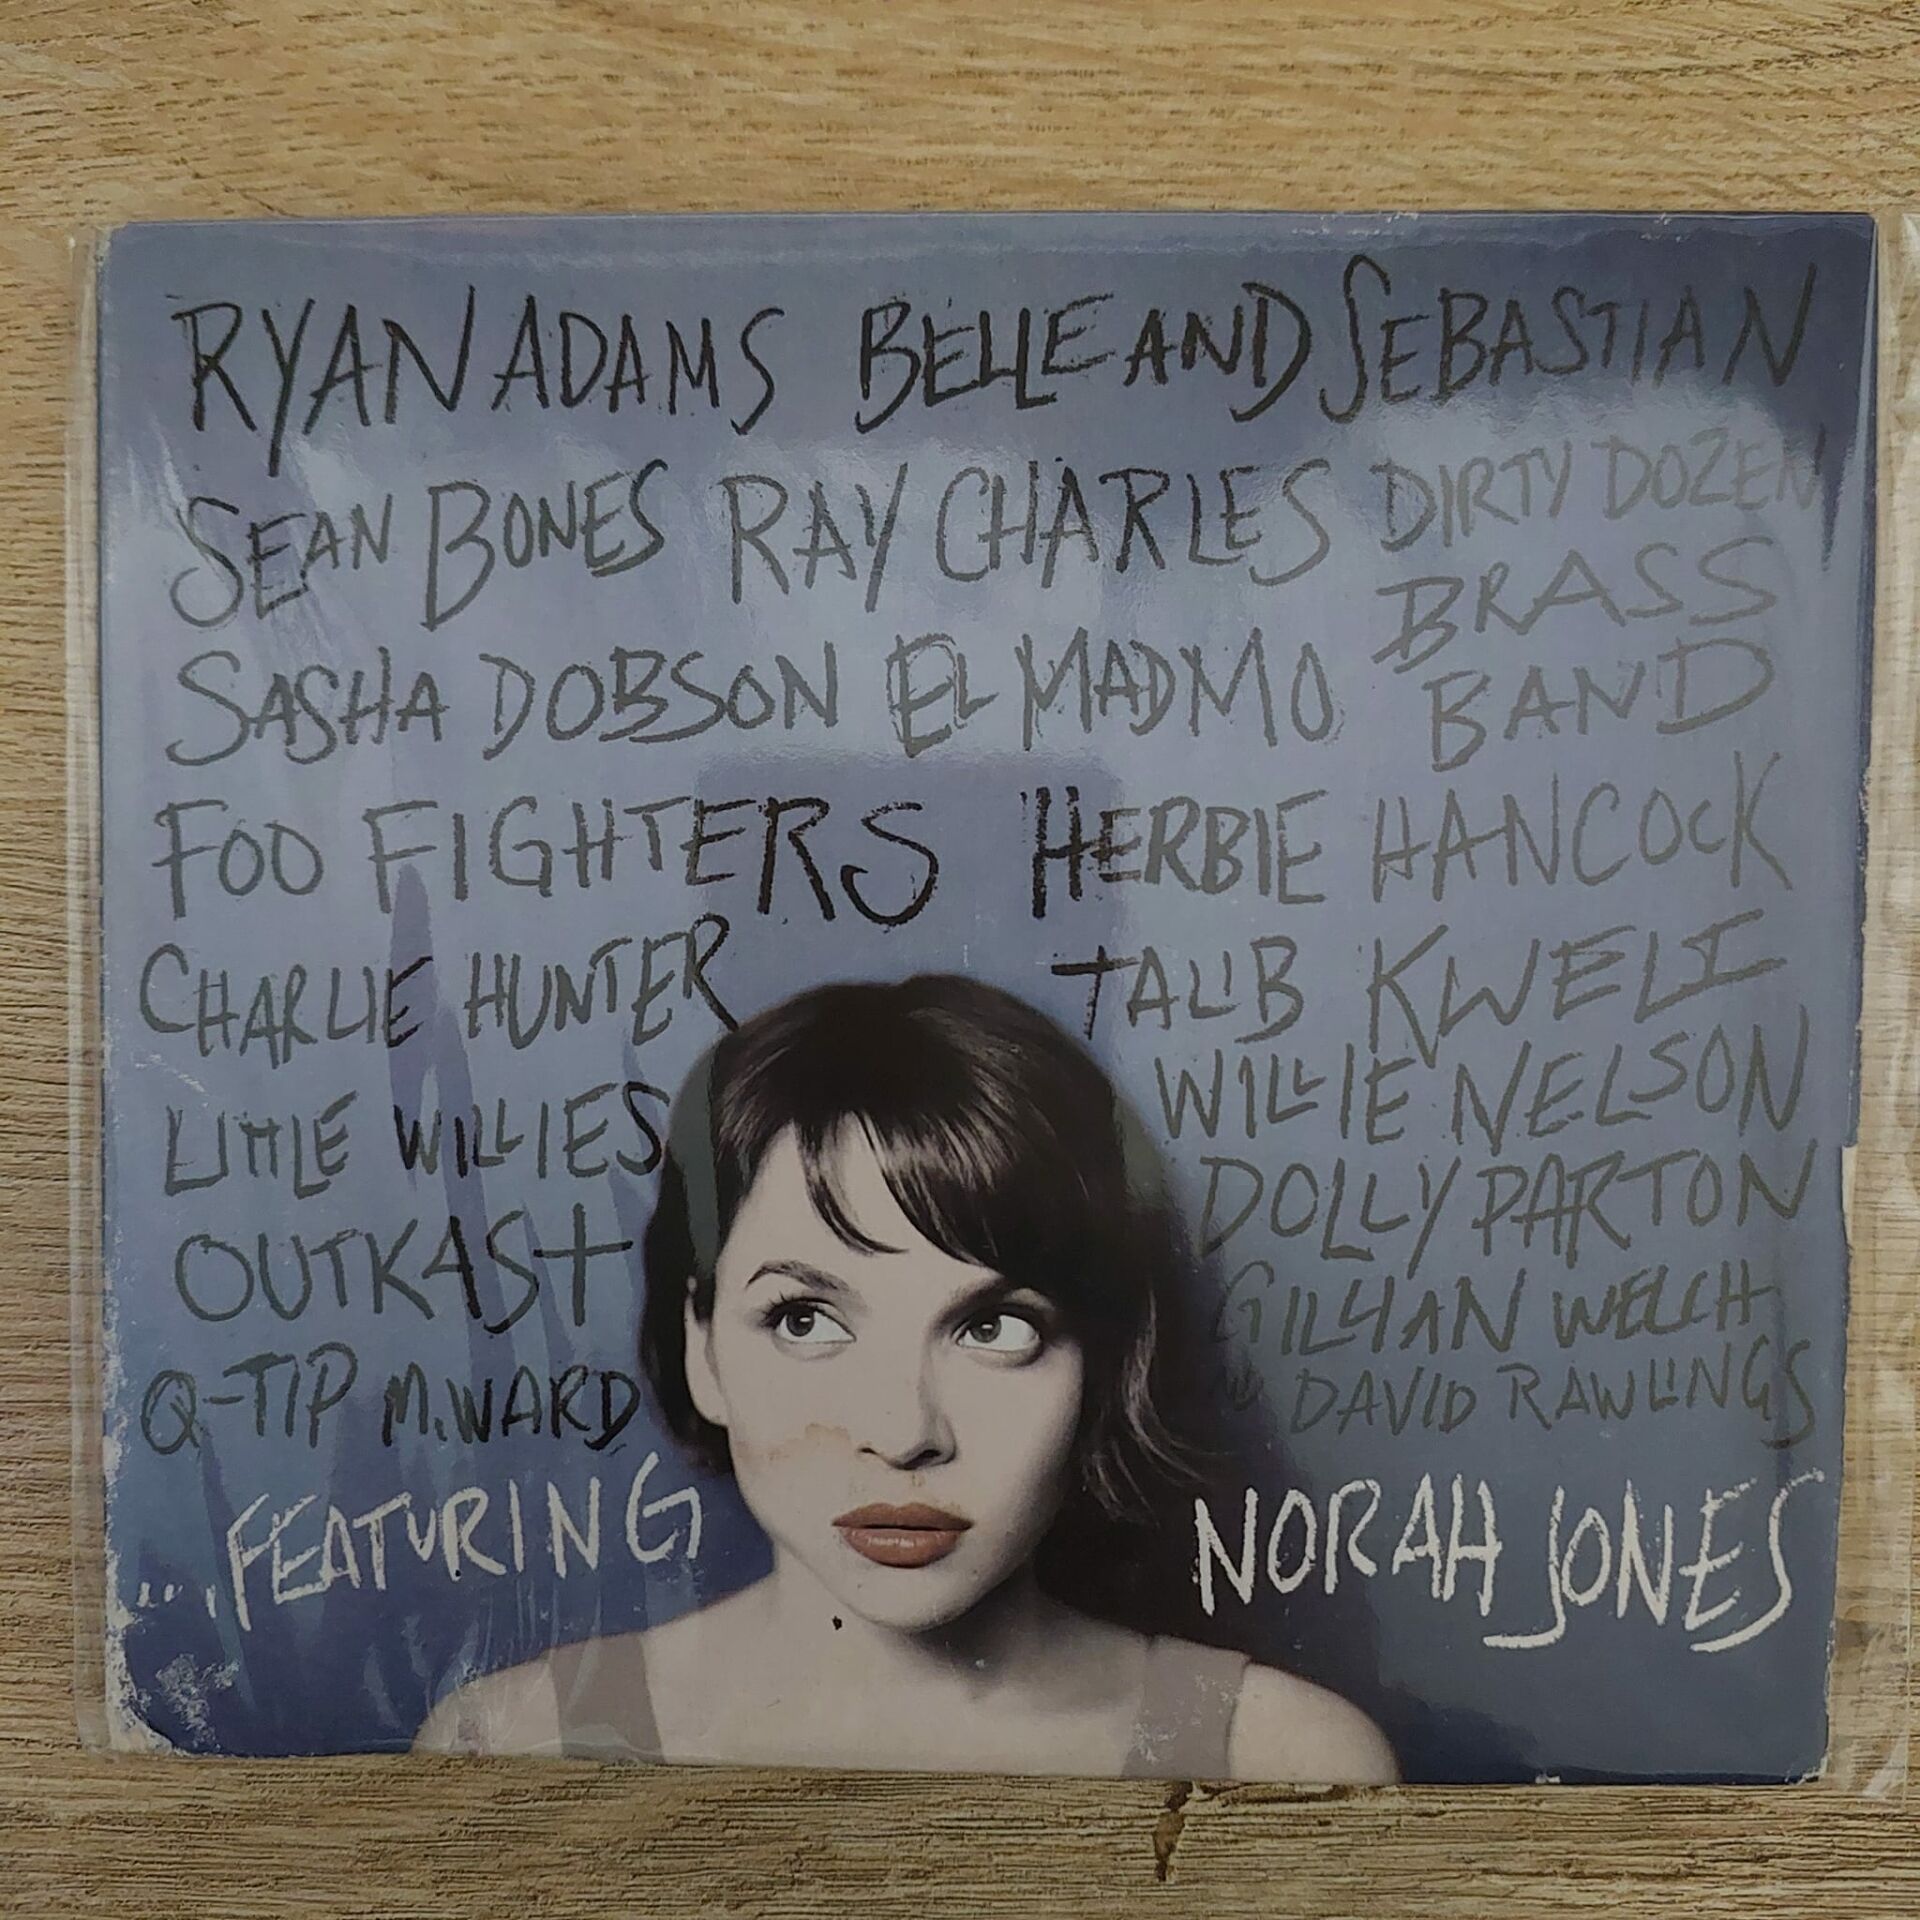 RYAN ADAMS BELLE AND SEBASTIAN
SEAN BONES RAY CHARLES DIRTY DOZEN
BRASS
BAND
SASHA DOBSON EL MADMO
FOO FIGHTERS HERBIE HANCOCK
CHARLIE HUNTER TALIB KWELI
LITTLE WILLIES WILLIE NELSON
OUTKAST DOLLY PARTON
GILLIAN WELCH
Q-TIP M.WARD DAVID RAWLINGS
...FEATURING NORAH JONES